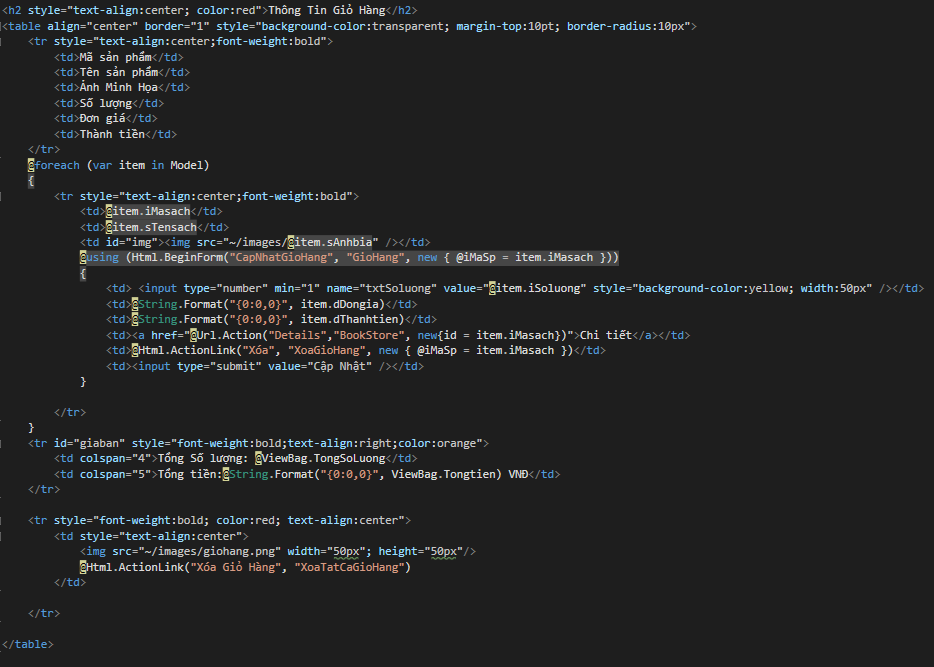 <h2 style="text-align:center; color:red">Thông Tin Giỏ Hàng</h2>
<table align="center" border="1" style="background-color:transparent; margin-top:10pt; border-radius:10px">
    <tr style="text-align:center;font-weight:bold">
        <td>Mã sản phẩm</td>
        <td>Tên sản phẩm</td>
        <td>Ảnh Minh Họa</td>
        <td>Số lượng</td>
        <td>Đơn giá</td>
        <td>Thành tiền</td>
    </tr>
    @foreach (var item in Model)
    {
        <tr style="text-align:center;font-weight:bold">
            <td>@item.iMasach</td>
            <td>@item.sTensach</td>
            <td id="img"><img src="~/images/@item.sAnhbia" /></td>
            @using (Html.BeginForm("CapNhatGioHang", "GioHang", new { @iMaSp = item.iMasach }))
            {
                <td> <input type="number" min="1" name="txtSoluong" value="@item.iSoluong" style="background-color:yellow; width:50px" /></td>
                <td>@String.Format("{0:0,0}", item.dDongia)</td>
                <td>@String.Format("{0:0,0}", item.dThanhtien)</td>
                <td><a href="@Url.Action("Details","BookStore", new{id = item.iMasach})">Chi tiết</a></td>
                <td>@Html.ActionLink("Xóa", "XoaGioHang", new { @iMaSp = item.iMasach })</td>
                <td><input type="submit" value="Cập Nhật" /></td>
            }
        </tr>
    }
    <tr id="giaban" style="font-weight:bold;text-align:right;color:orange">
        <td colspan="4">Tổng Số lượng: @ViewBag.TongSoLuong</td>
        <td colspan="5">Tổng tiền:@String.Format("{0:0,0}", ViewBag.Tongtien) VNĐ</td>
    </tr>
    <tr style="font-weight:bold; color:red; text-align:center">
        <td style="text-align:center">
            <img src="~/images/giohang.png" width="50px"; height="50px"/>
            @Html.ActionLink("Xóa Giỏ Hàng", "XoaTatCaGioHang")
        </td>
    </tr>
</table>